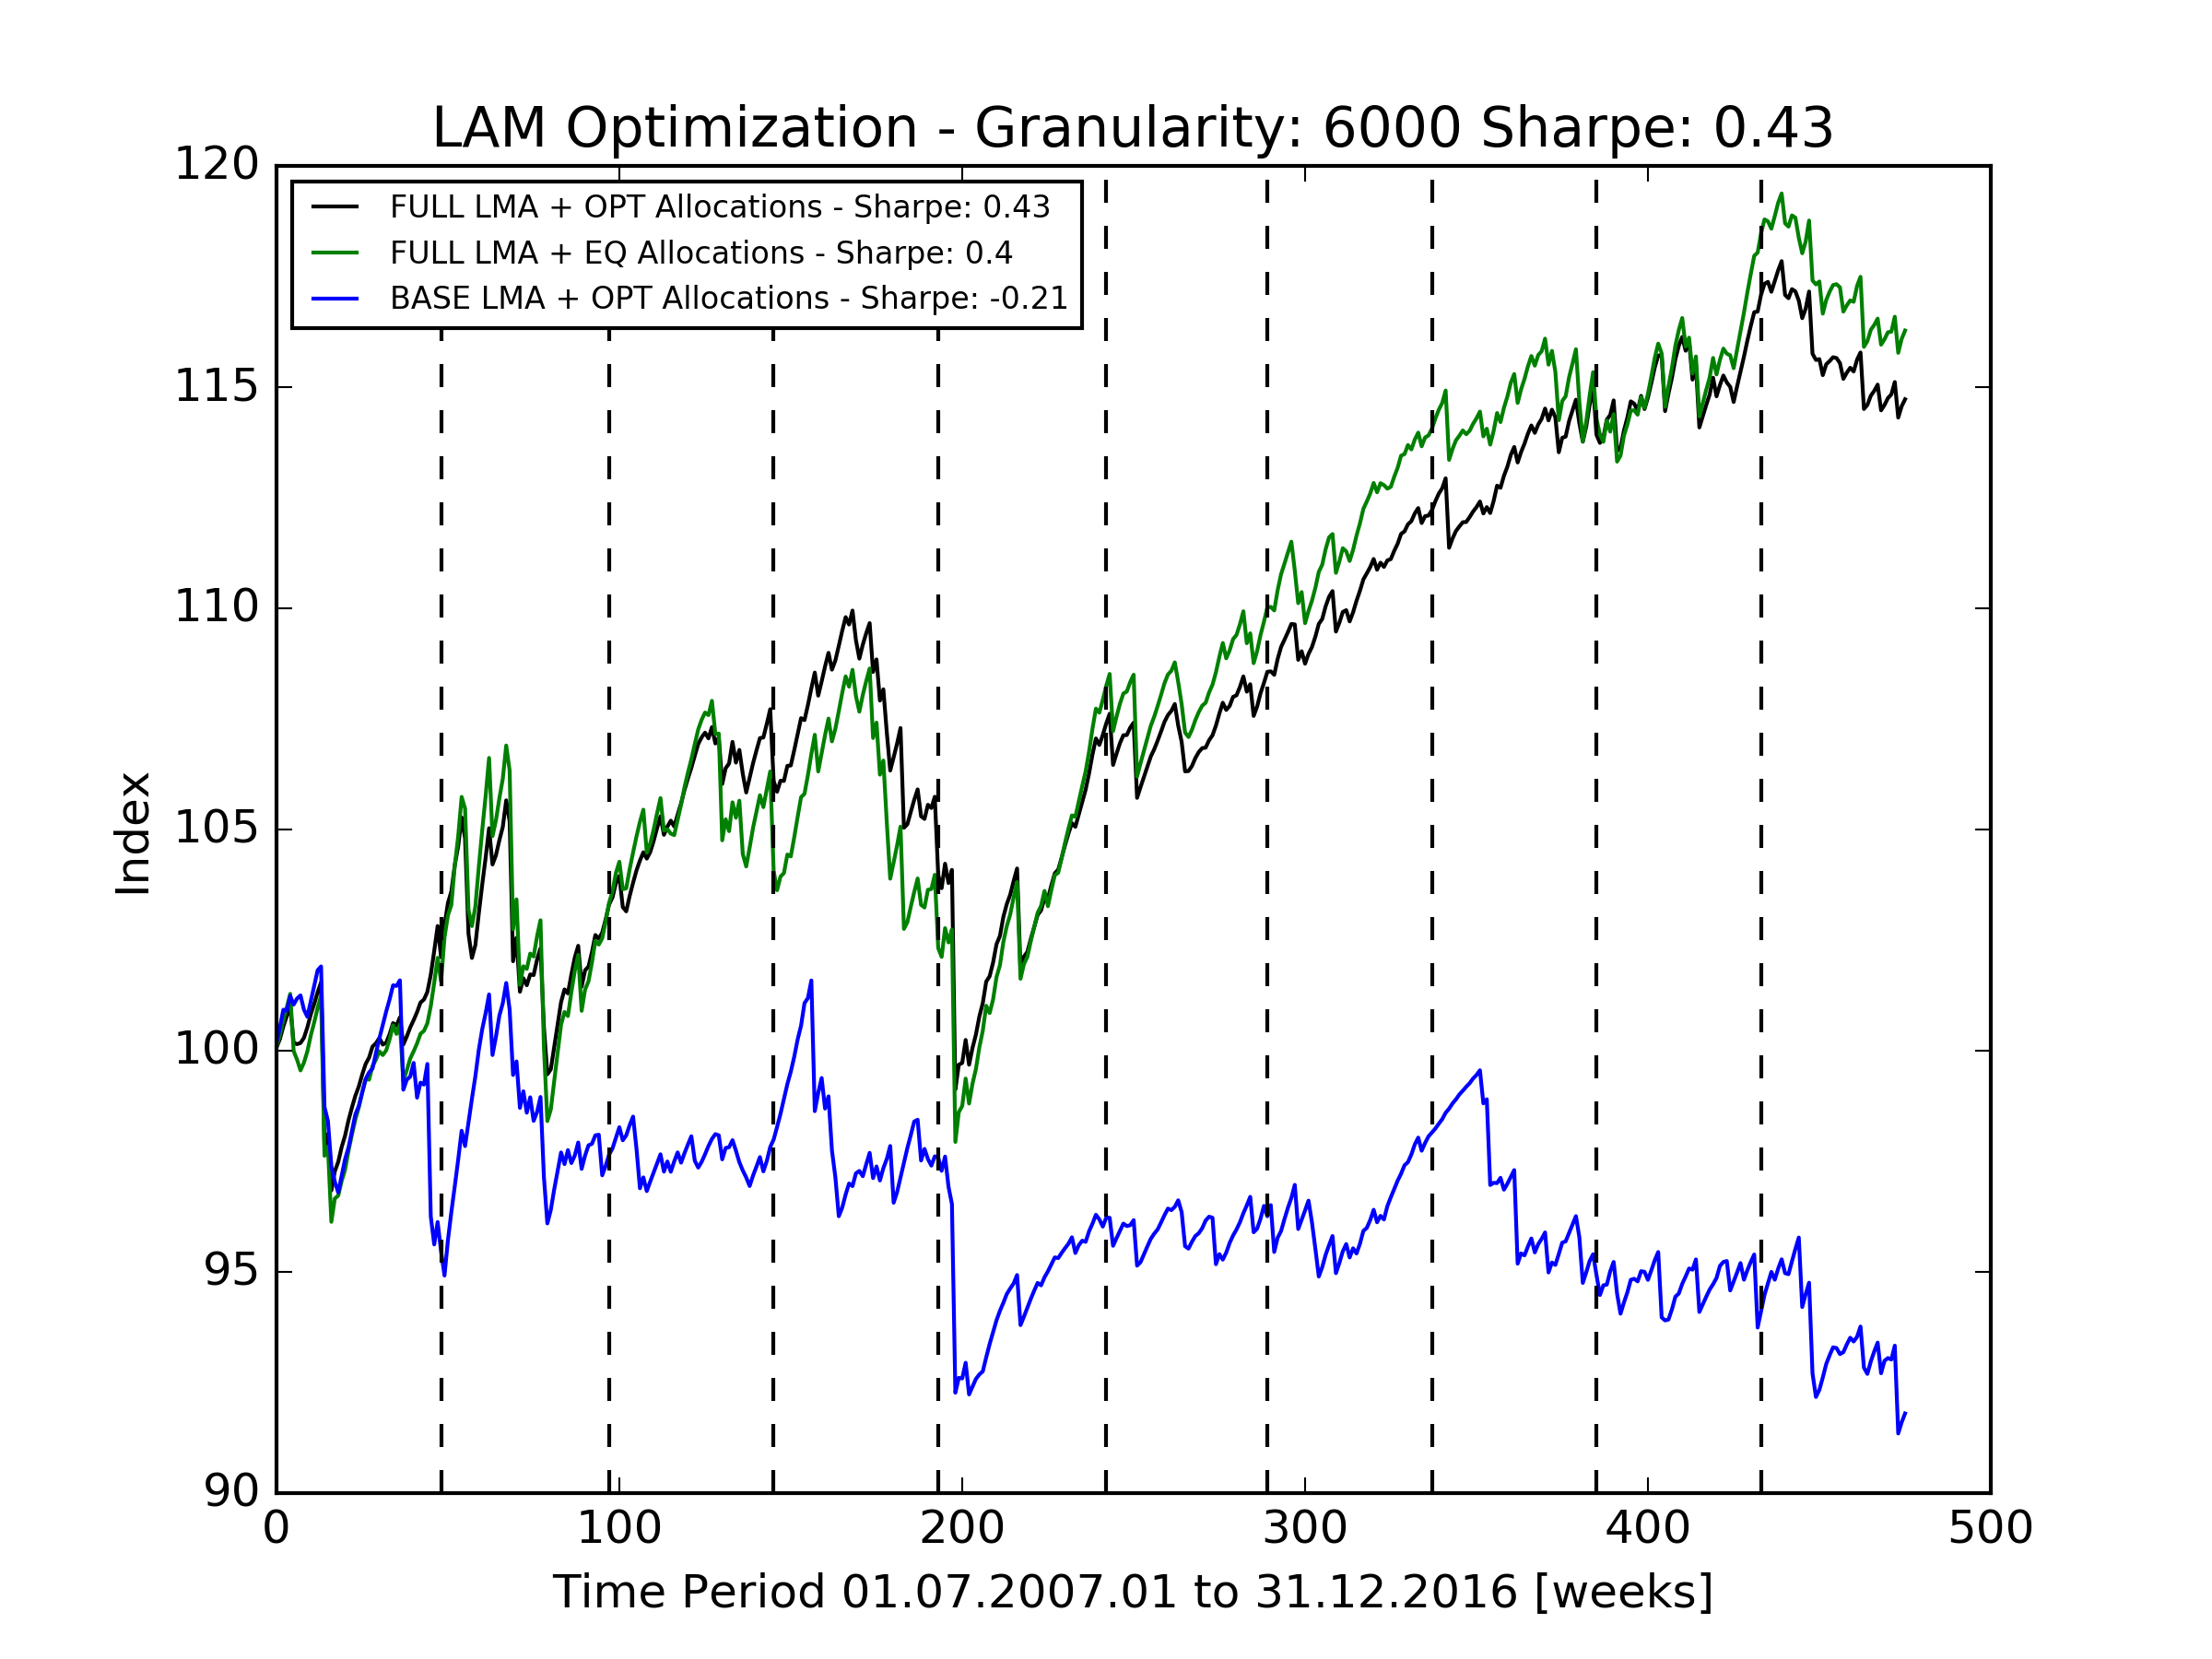 LAM Optimization - Granularity: 6000 Sharpe: 0.43
120
115
110
105
100
95
90
Index
FULL LMA + OPT Allocations - Sharpe: 0.43
FULL LMA + EQ Allocations - Sharpe: 0.4
BASE LMA + OPT Allocations - Sharpe: -0.21
0 100 200 300 400 500
Time Period 01.07.2007.01 to 31.12.2016 [weeks]